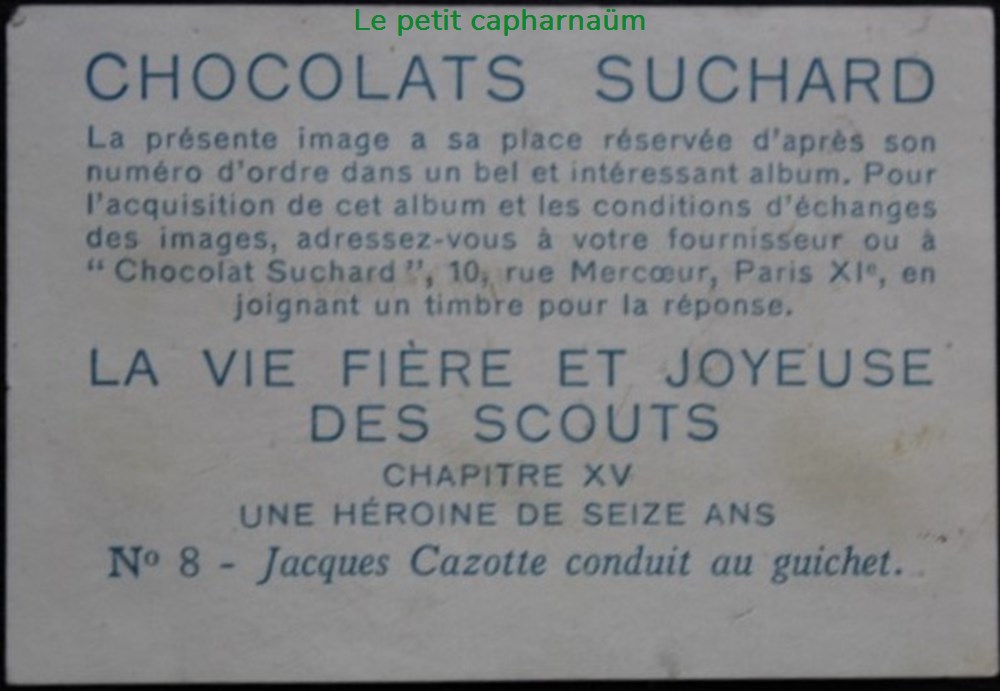 Le petit capharnaüm
CHOCOLATS SUCHARD
La présente image a sa place réservée d'après son
numéro d'ordre dans un bel et intéressant album. Pour
l'acquisition de cet album et les conditions d'échanges
des images, adressez-vous à votre fournisseur ou à
“ Chocolat Suchard ”, 10, rue Mercœur, Paris XIe, en
joignant un timbre pour la réponse.
LA VIE FIÈRE ET JOYEUSE
DES SCOUTS
CHAPITRE XV
UNE HÉROINE DE SEIZE ANS
No 8 - Jacques Cazotte conduit au guichet.